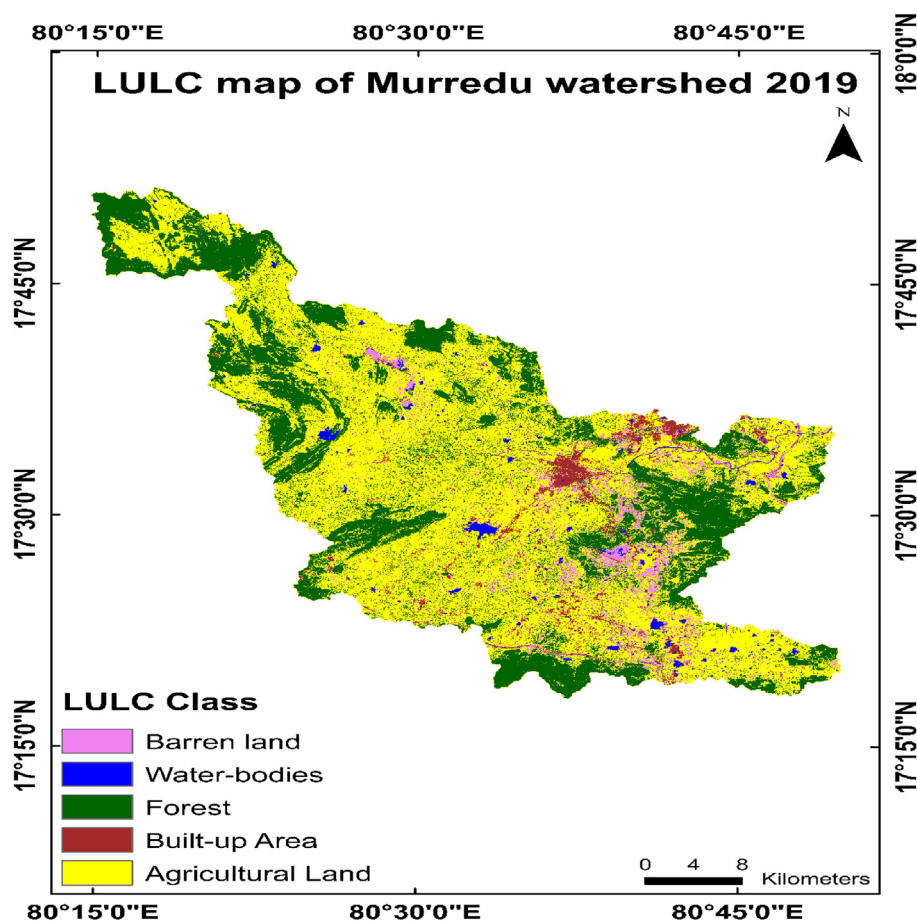 80°15'0"E 80°30'0"E 80°45'0"E
18°0'0"N
LULC map of Murredu watershed 2019
N
17°45'0"N 17°45'0"N
17°30'0"N 17°30'0"N
LULC Class
Barren land
Water-bodies
Forest
Built-up Area
Agricultural Land
17°15'0"N 17°15'0"N
0 4 8
Kilometers
80°15'0"E 80°30'0"E 80°45'0"E